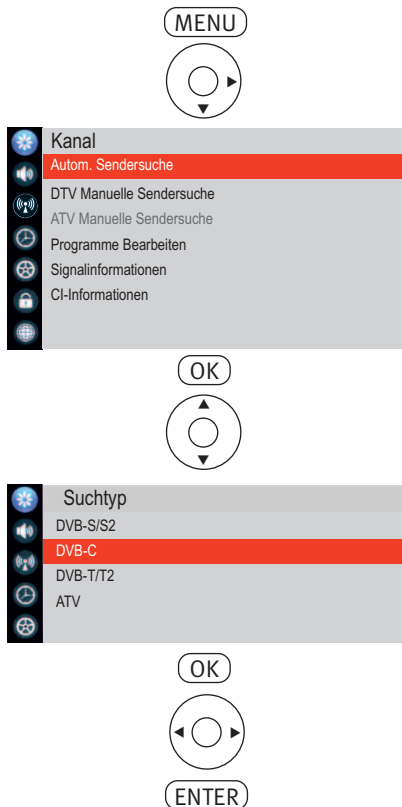 MENU
Kanal
Autom. Sendersuche
DTV Manuelle Sendersuche
ATV Manuelle Sendersuche
Programme Bearbeiten
Signalinformationen
CI-Informationen
OK
Suchtyp
DVB-S/S2
DVB-C
DVB-T/T2
ATV
OK
ENTER